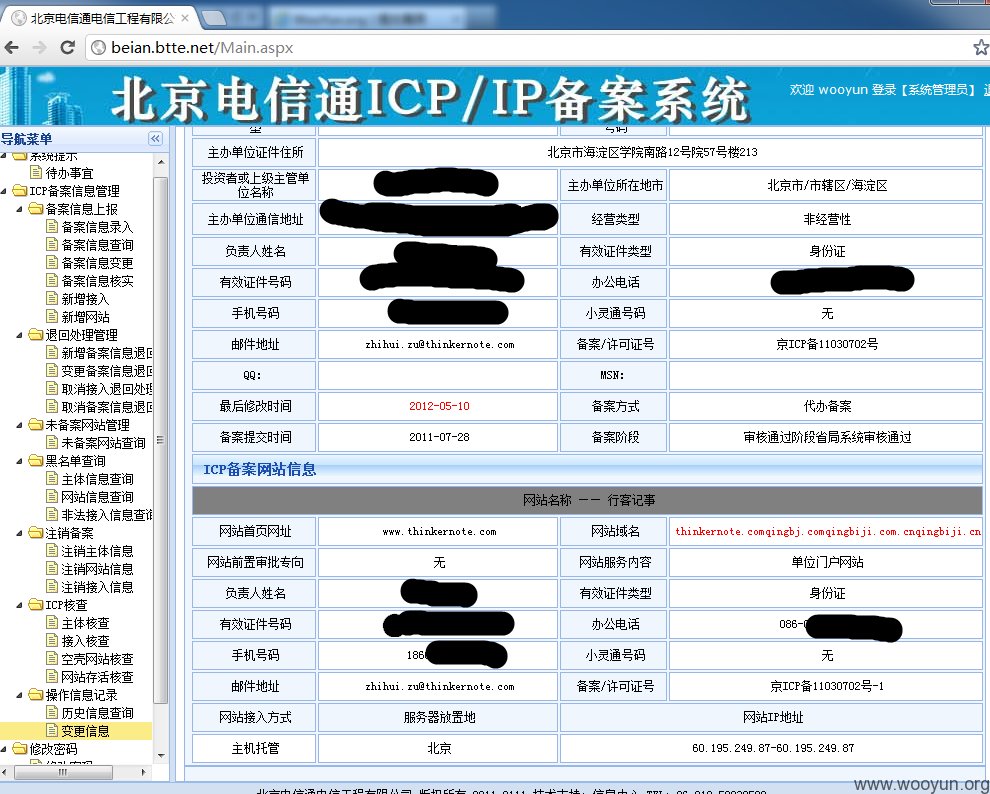 北京电信通电信工程有限公
beian.btte.net/Main.aspx
北京电信通ICP/IP备案系统
欢迎 wooyun 登录【系统管理员】
导航菜单
系统提示
待办事宜
ICP备案信息管理
备案信息上报
备案信息录入
备案信息查询
备案信息变更
备案信息核实
新增接入
新增网站
退回处理管理
新增备案信息退回
变更备案信息退回
取消接入退回处理
取消备案信息退回
未备案网站管理
未备案网站查询
黑名单查询
主体信息查询
网站信息查询
非法接入信息查询
注销备案
注销主体信息
注销网站信息
注销接入信息
ICP核查
主体核查
接入核查
空壳网站核查
网站存活核查
操作信息记录
历史信息查询
变更信息
修改密码
型 号码
主办单位证件住所 北京市海淀区学院南路12号院57号楼213
投资者或上级主管单位名称 主办单位所在地市 北京市/市辖区/海淀区
主办单位通信地址 经营类型 非经营性
负责人姓名 有效证件类型 身份证
有效证件号码 办公电话
手机号码 小灵通号码 无
邮件地址 zhihui.zu@thinkernote.com 备案/许可证号 京ICP备11030702号
QQ: MSN:
最后修改时间 2012-05-10 备案方式 代办备案
备案提交时间 2011-07-28 备案阶段 审核通过阶段省局系统审核通过
ICP备案网站信息
网站名称 —— 行客记事
网站首页网址 www.thinkernote.com 网站域名 thinkernote.comqingbj.comqingbiji.com.cnqingbiji.cn
网站前置审批专向 无 网站服务内容 单位门户网站
负责人姓名 有效证件类型 身份证
有效证件号码 办公电话 086-
手机号码 186 小灵通号码 无
邮件地址 zhihui.zu@thinkernote.com 备案/许可证号 京ICP备11030702号-1
网站接入方式 服务器放置地 网站IP地址
主机托管 北京 60.195.249.87-60.195.249.87
www.wooyun.org